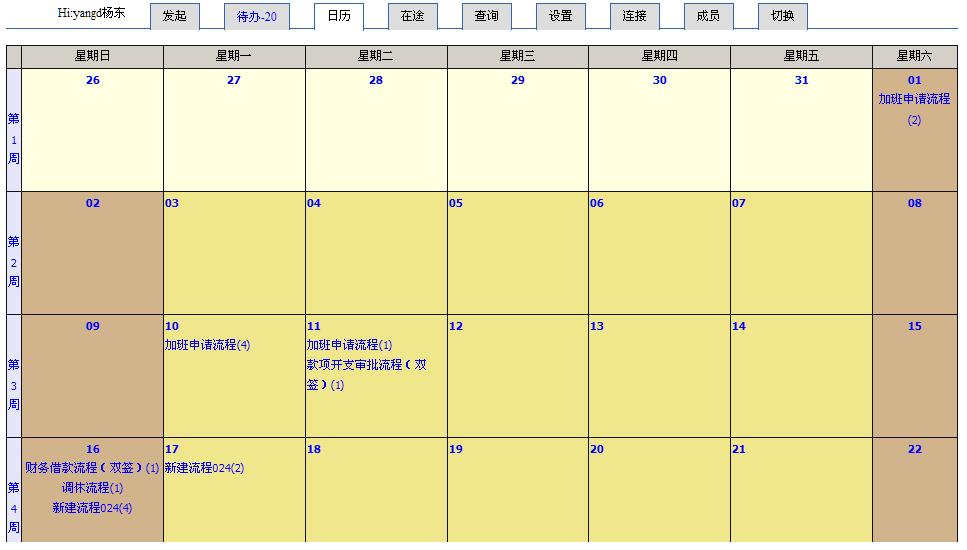 Hi:yangd杨东 发起 待办-20 日历 在途 查询 设置 连接 成员 切换
星期日 星期一 星期二 星期三 星期四 星期五 星期六
第1周 26 27 28 29 30 31 01
加班申请流程
(2)
第2周 02 03 04 05 06 07 08
第3周 09 10 11 12 13 14 15
加班申请流程(4) 加班申请流程(1)
款项开支审批流程（双
签）(1)
第4周 16 17 18 19 20 21 22
财务借款流程（双签）(1) 新建流程024(2)
调休流程(1)
新建流程024(4)